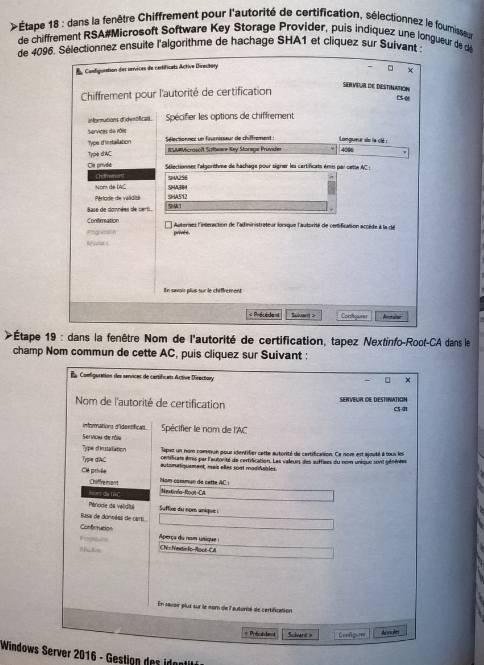 ➤Étape 18 : dans la fenêtre Chiffrement pour l'autorité de certification, sélectionnez le fournisseur
de chiffrement RSA#Microsoft Software Key Storage Provider, puis indiquez une longueur de clé
de 4096. Sélectionnez ensuite l'algorithme de hachage SHA1 et cliquez sur Suivant :
Configuration des services de certificats Active Directory
Chiffrement pour l'autorité de certification
SERVEUR DE DESTINATION
CS-01
Informations d'identificati...
Services de rôle
Type d'installation
Type d'AC
Clé privée
Chiffrement
Nom de l'AC
Période de validité
Base de données de certi...
Confirmation
Progression
Résultats
Spécifier les options de chiffrement
Sélectionnez un fournisseur de chiffrement :
Longueur de la clé :
RSA#Microsoft Software Key Storage Provider
4096
Sélectionnez l'algorithme de hachage pour signer les certificats émis par cette AC :
SHA256
SHA384
SHA512
SHA1
Autorisez l'interaction de l'administrateur lorsque l'autorité de certification accède à la clé
privée.
En savoir plus sur le chiffrement
< Précédent
Suivant >
Configurer
Annuler
➤Étape 19 : dans la fenêtre Nom de l'autorité de certification, tapez Nextinfo-Root-CA dans le
champ Nom commun de cette AC, puis cliquez sur Suivant :
Configuration des services de certificats Active Directory
Nom de l'autorité de certification
SERVEUR DE DESTINATION
CS-01
Informations d'identificati...
Services de rôle
Type d'installation
Type d'AC
Clé privée
Chiffrement
Nom de l'AC
Période de validité
Base de données de certi...
Confirmation
Progression
Résultats
Spécifier le nom de l'AC
Tapez un nom commun pour identifier cette autorité de certification. Ce nom est ajouté à tous les
certificats émis par l'autorité de certification. Les valeurs des suffixes du nom unique sont générées
automatiquement, mais elles sont modifiables.
Nom commun de cette AC :
Nextinfo-Root-CA
Suffixe du nom unique :
Aperçu du nom unique :
CN=Nextinfo-Root-CA
En savoir plus sur le nom de l'autorité de certification
< Précédent
Suivant >
Configurer
Annuler
Windows Server 2016 - Gestion des identités